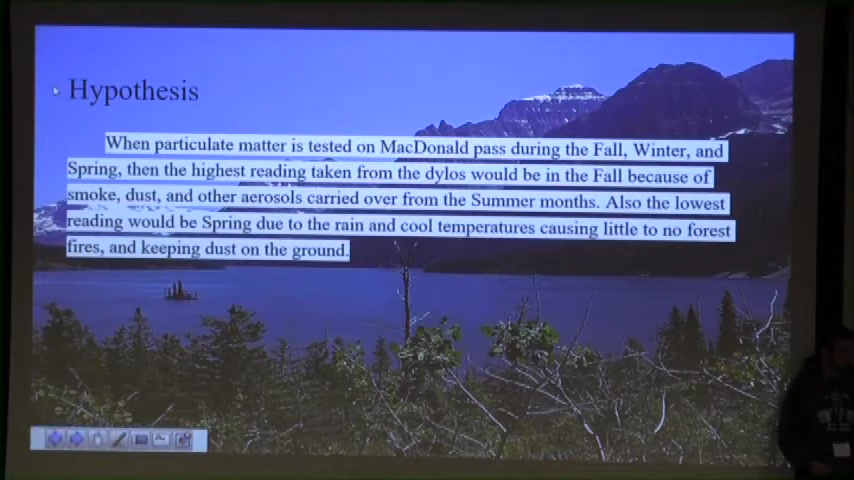 Hypothesis
When particulate matter is tested on MacDonald pass during the Fall, Winter, and
Spring, then the highest reading taken from the dylos would be in the Fall because of
smoke, dust, and other aerosols carried over from the Summer months. Also the lowest
reading would be Spring due to the rain and cool temperatures causing little to no forest
fires, and keeping dust on the ground.